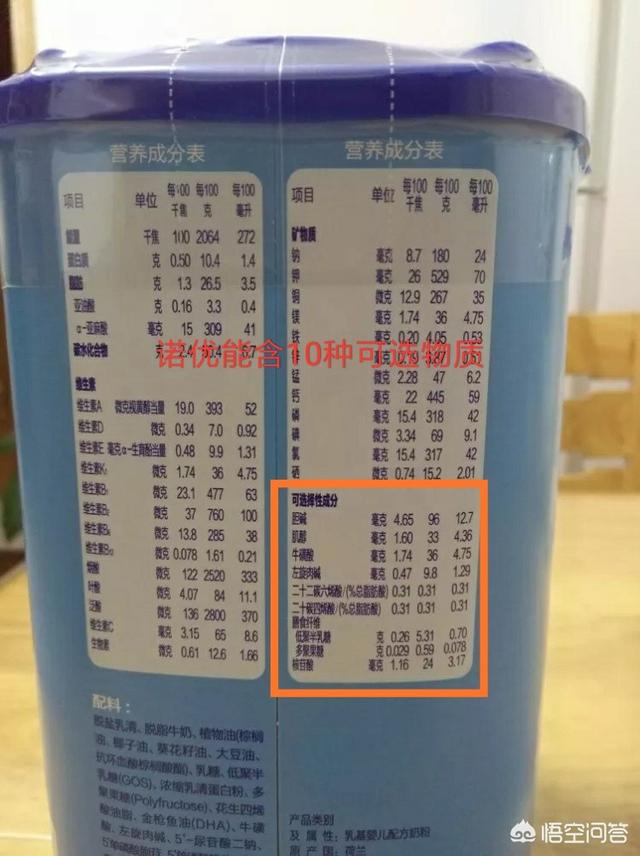 营养成分表
项目 单位 每100千焦 每100克 每100毫升
能量 千焦 100 2064 272
蛋白质 克 0.50 10.4 1.4
脂肪 克 1.3 26.5 3.5
亚油酸 克 0.16 3.3 0.4
α-亚麻酸 毫克 15 309 41
碳水化合物 克
维生素
维生素A 微克视黄醇当量 19.0 393 52
维生素D 微克 0.34 7.0 0.92
维生素E 毫克α-生育酚当量 0.48 9.9 1.31
维生素K₁ 微克 1.74 36 4.75
维生素B₁ 微克 23.1 477 63
维生素B₂ 微克 37 760 100
维生素B₆ 微克 13.8 285 38
维生素B₁₂ 微克 0.078 1.61 0.21
烟酸 微克 122 2520 333
叶酸 微克 4.07 84 11.1
泛酸 微克 136 2800 370
维生素C 毫克 3.15 65 8.6
生物素 微克 0.61 12.6 1.66
配料：
脱盐乳清、脱脂牛奶、植物油(棕榈
油、椰子油、葵花籽油、大豆油、
抗坏血酸棕榈酸酯)、乳糖、低聚半
乳糖(GOS)、浓缩乳清蛋白粉、多
聚果糖(Polyfructose)、花生四烯
酸油脂、金枪鱼油(DHA)、牛磺
酸、左旋肉碱、5'-尿苷酸二钠、
营养成分表
项目 单位 每100千焦 每100克 每100毫升
矿物质
钠 毫克 8.7 180 24
钾 毫克 26 529 70
铜 微克 12.9 267 35
镁 毫克 1.74 36 4.75
铁 毫克 0.20 4.05 0.53
诺优能含10种可选物质
锰 微克 2.28 47 6.2
钙 毫克 22 445 59
磷 毫克 15.4 318 42
碘 微克 3.34 69 9.1
氯 毫克 15.4 317 42
硒 微克 0.74 15.2 2.01
可选择性成分
胆碱 毫克 4.65 96 12.7
肌醇 毫克 1.60 33 4.36
牛磺酸 毫克 1.74 36 4.75
左旋肉碱 毫克 0.47 9.8 1.29
二十二碳六烯酸/(%总脂肪酸) 0.31 0.31 0.31
二十碳四烯酸/(%总脂肪酸) 0.31 0.31 0.31
膳食纤维
低聚半乳糖 克 0.26 5.31 0.70
多聚果糖 克 0.029 0.59 0.078
核苷酸 毫克 1.16 24 3.17
产品类别
及属性：乳基婴儿配方奶粉
原产国：荷兰
悟空问答